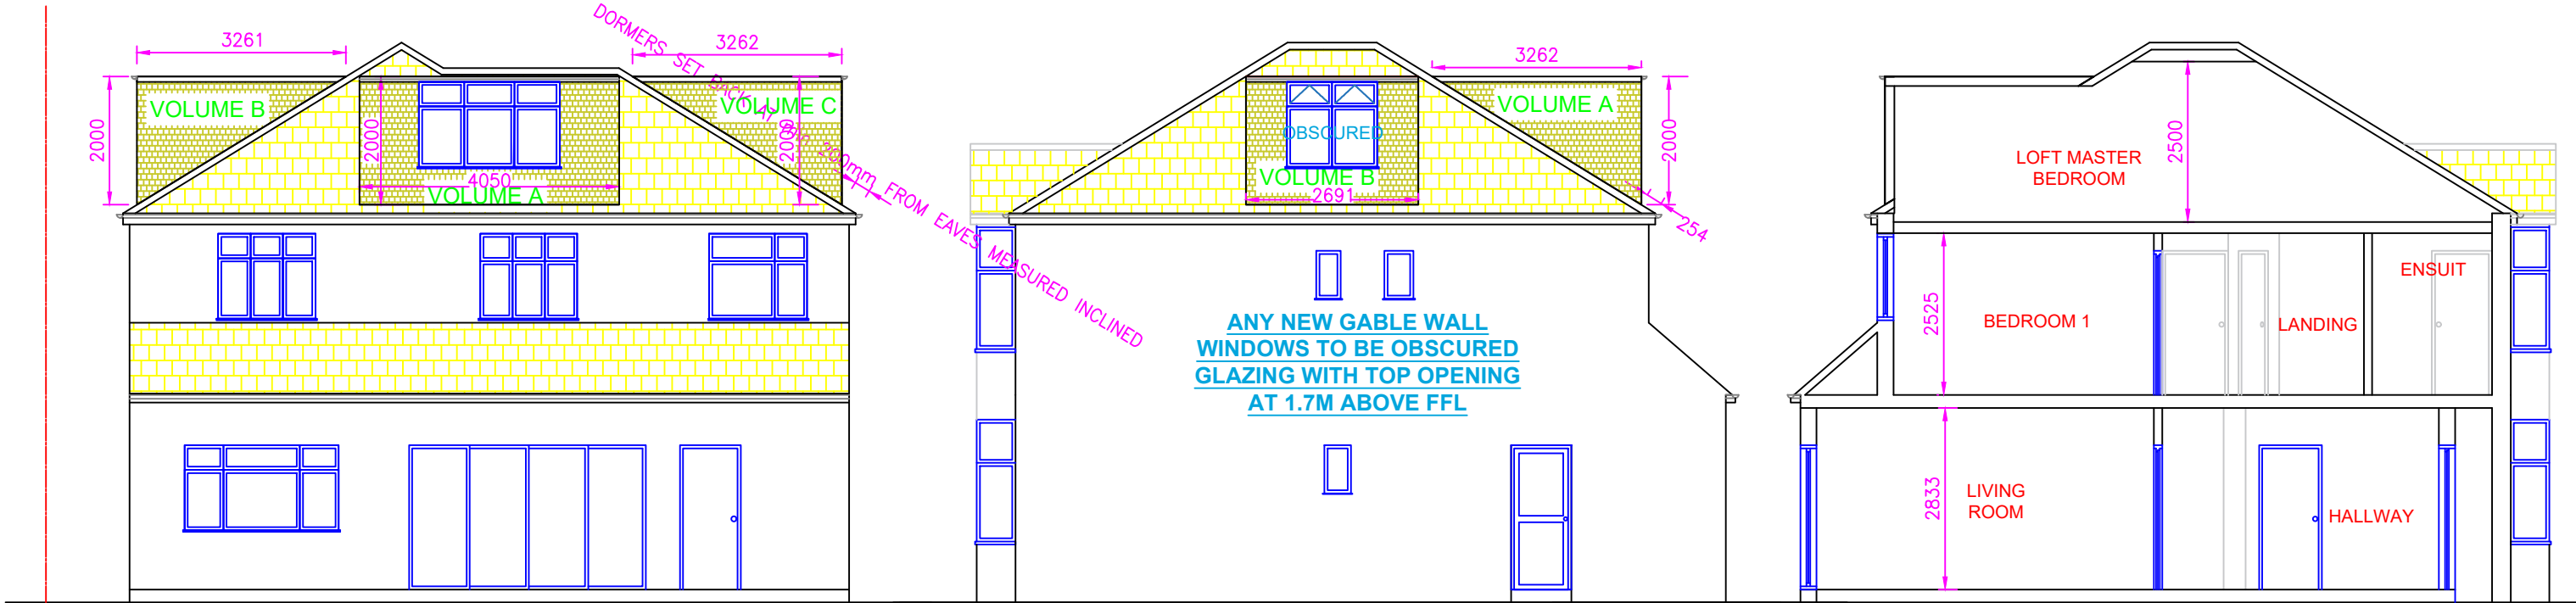 3261
2000
VOLUME B
2000
4050
VOLUME A
3262
VOLUME C
2000
DORMERS SET BACK AT MIN 200mm FROM EAVES MEASURED INCLINED
OBSCURED
VOLUME B
2691
3262
VOLUME A
2000
254
ANY NEW GABLE WALL
WINDOWS TO BE OBSCURED
GLAZING WITH TOP OPENING
AT 1.7M ABOVE FFL
LOFT MASTER
BEDROOM
2500
2525
BEDROOM 1
LANDING
ENSUIT
2833
LIVING
ROOM
HALLWAY